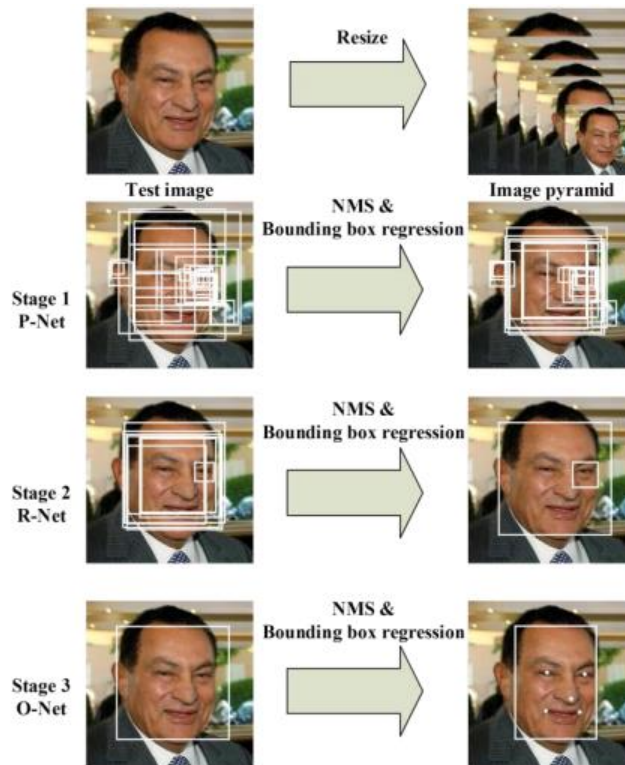 Resize
Test image
Image pyramid
NMS &
Bounding box regression
Stage 1
P-Net
NMS &
Bounding box regression
Stage 2
R-Net
NMS &
Bounding box regression
Stage 3
O-Net